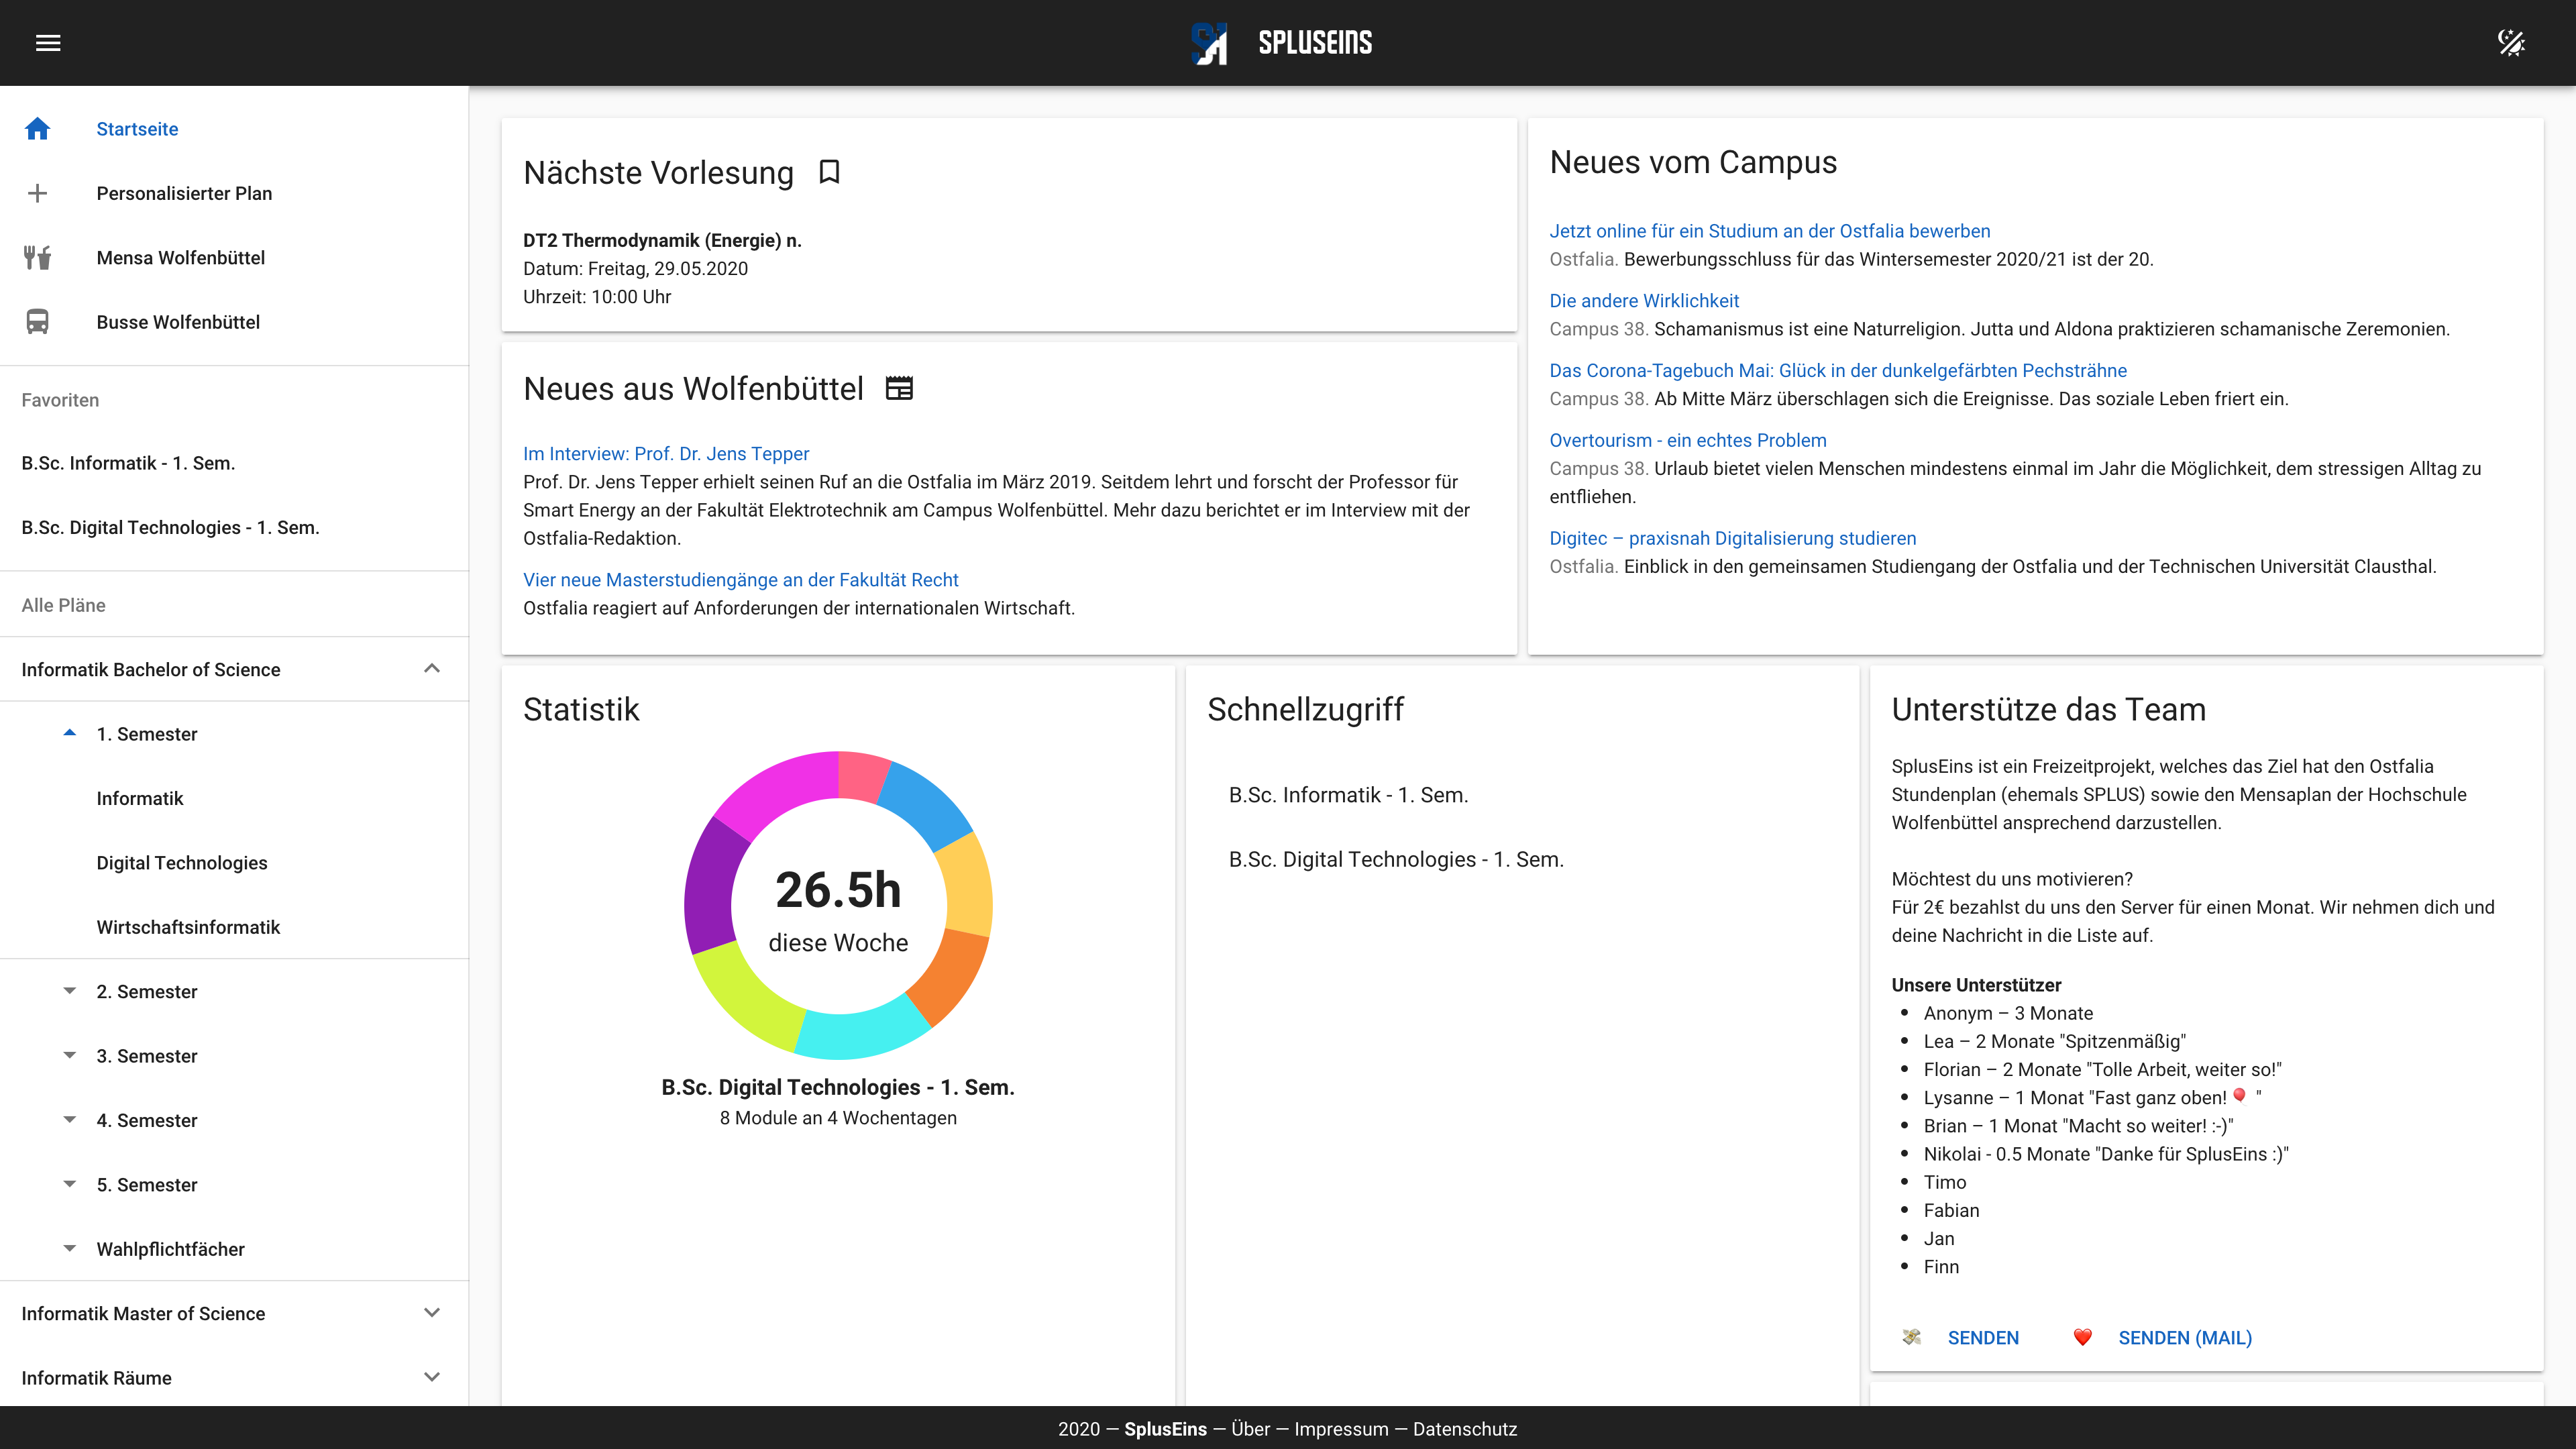 SPLUSEINS
Startseite
Personalisierter Plan
Mensa Wolfenbüttel
Busse Wolfenbüttel
Favoriten
B.Sc. Informatik - 1. Sem.
B.Sc. Digital Technologies - 1. Sem.
Alle Pläne
Informatik Bachelor of Science
1. Semester
Informatik
Digital Technologies
Wirtschaftsinformatik
2. Semester
3. Semester
4. Semester
5. Semester
Wahlpflichtfächer
Informatik Master of Science
Informatik Räume
Nächste Vorlesung
DT2 Thermodynamik (Energie) n.
Datum: Freitag, 29.05.2020
Uhrzeit: 10:00 Uhr
Neues aus Wolfenbüttel
Im Interview: Prof. Dr. Jens Tepper
Prof. Dr. Jens Tepper erhielt seinen Ruf an die Ostfalia im März 2019. Seitdem lehrt und forscht der Professor für
Smart Energy an der Fakultät Elektrotechnik am Campus Wolfenbüttel. Mehr dazu berichtet er im Interview mit der
Ostfalia-Redaktion.
Vier neue Masterstudiengänge an der Fakultät Recht
Ostfalia reagiert auf Anforderungen der internationalen Wirtschaft.
Neues vom Campus
Jetzt online für ein Studium an der Ostfalia bewerben
Ostfalia. Bewerbungsschluss für das Wintersemester 2020/21 ist der 20.
Die andere Wirklichkeit
Campus 38. Schamanismus ist eine Naturreligion. Jutta und Aldona praktizieren schamanische Zeremonien.
Das Corona-Tagebuch Mai: Glück in der dunkelgefärbten Pechsträhne
Campus 38. Ab Mitte März überschlagen sich die Ereignisse. Das soziale Leben friert ein.
Overtourism - ein echtes Problem
Campus 38. Urlaub bietet vielen Menschen mindestens einmal im Jahr die Möglichkeit, dem stressigen Alltag zu
entfliehen.
Digitec – praxisnah Digitalisierung studieren
Ostfalia. Einblick in den gemeinsamen Studiengang der Ostfalia und der Technischen Universität Clausthal.
Statistik
26.5h
diese Woche
B.Sc. Digital Technologies - 1. Sem.
8 Module an 4 Wochentagen
Schnellzugriff
B.Sc. Informatik - 1. Sem.
B.Sc. Digital Technologies - 1. Sem.
Unterstütze das Team
SplusEins ist ein Freizeitprojekt, welches das Ziel hat den Ostfalia
Stundenplan (ehemals SPLUS) sowie den Mensaplan der Hochschule
Wolfenbüttel ansprechend darzustellen.
Möchtest du uns motivieren?
Für 2€ bezahlst du uns den Server für einen Monat. Wir nehmen dich und
deine Nachricht in die Liste auf.
Unsere Unterstützer
• Anonym – 3 Monate
• Lea – 2 Monate "Spitzenmäßig"
• Florian – 2 Monate "Tolle Arbeit, weiter so!"
• Lysanne – 1 Monat "Fast ganz oben! 🎈 "
• Brian – 1 Monat "Macht so weiter! :-)"
• Nikolai - 0.5 Monate "Danke für SplusEins :)"
• Timo
• Fabian
• Jan
• Finn
💸 SENDEN ❤️ SENDEN (MAIL)
2020 — SplusEins — Über — Impressum — Datenschutz